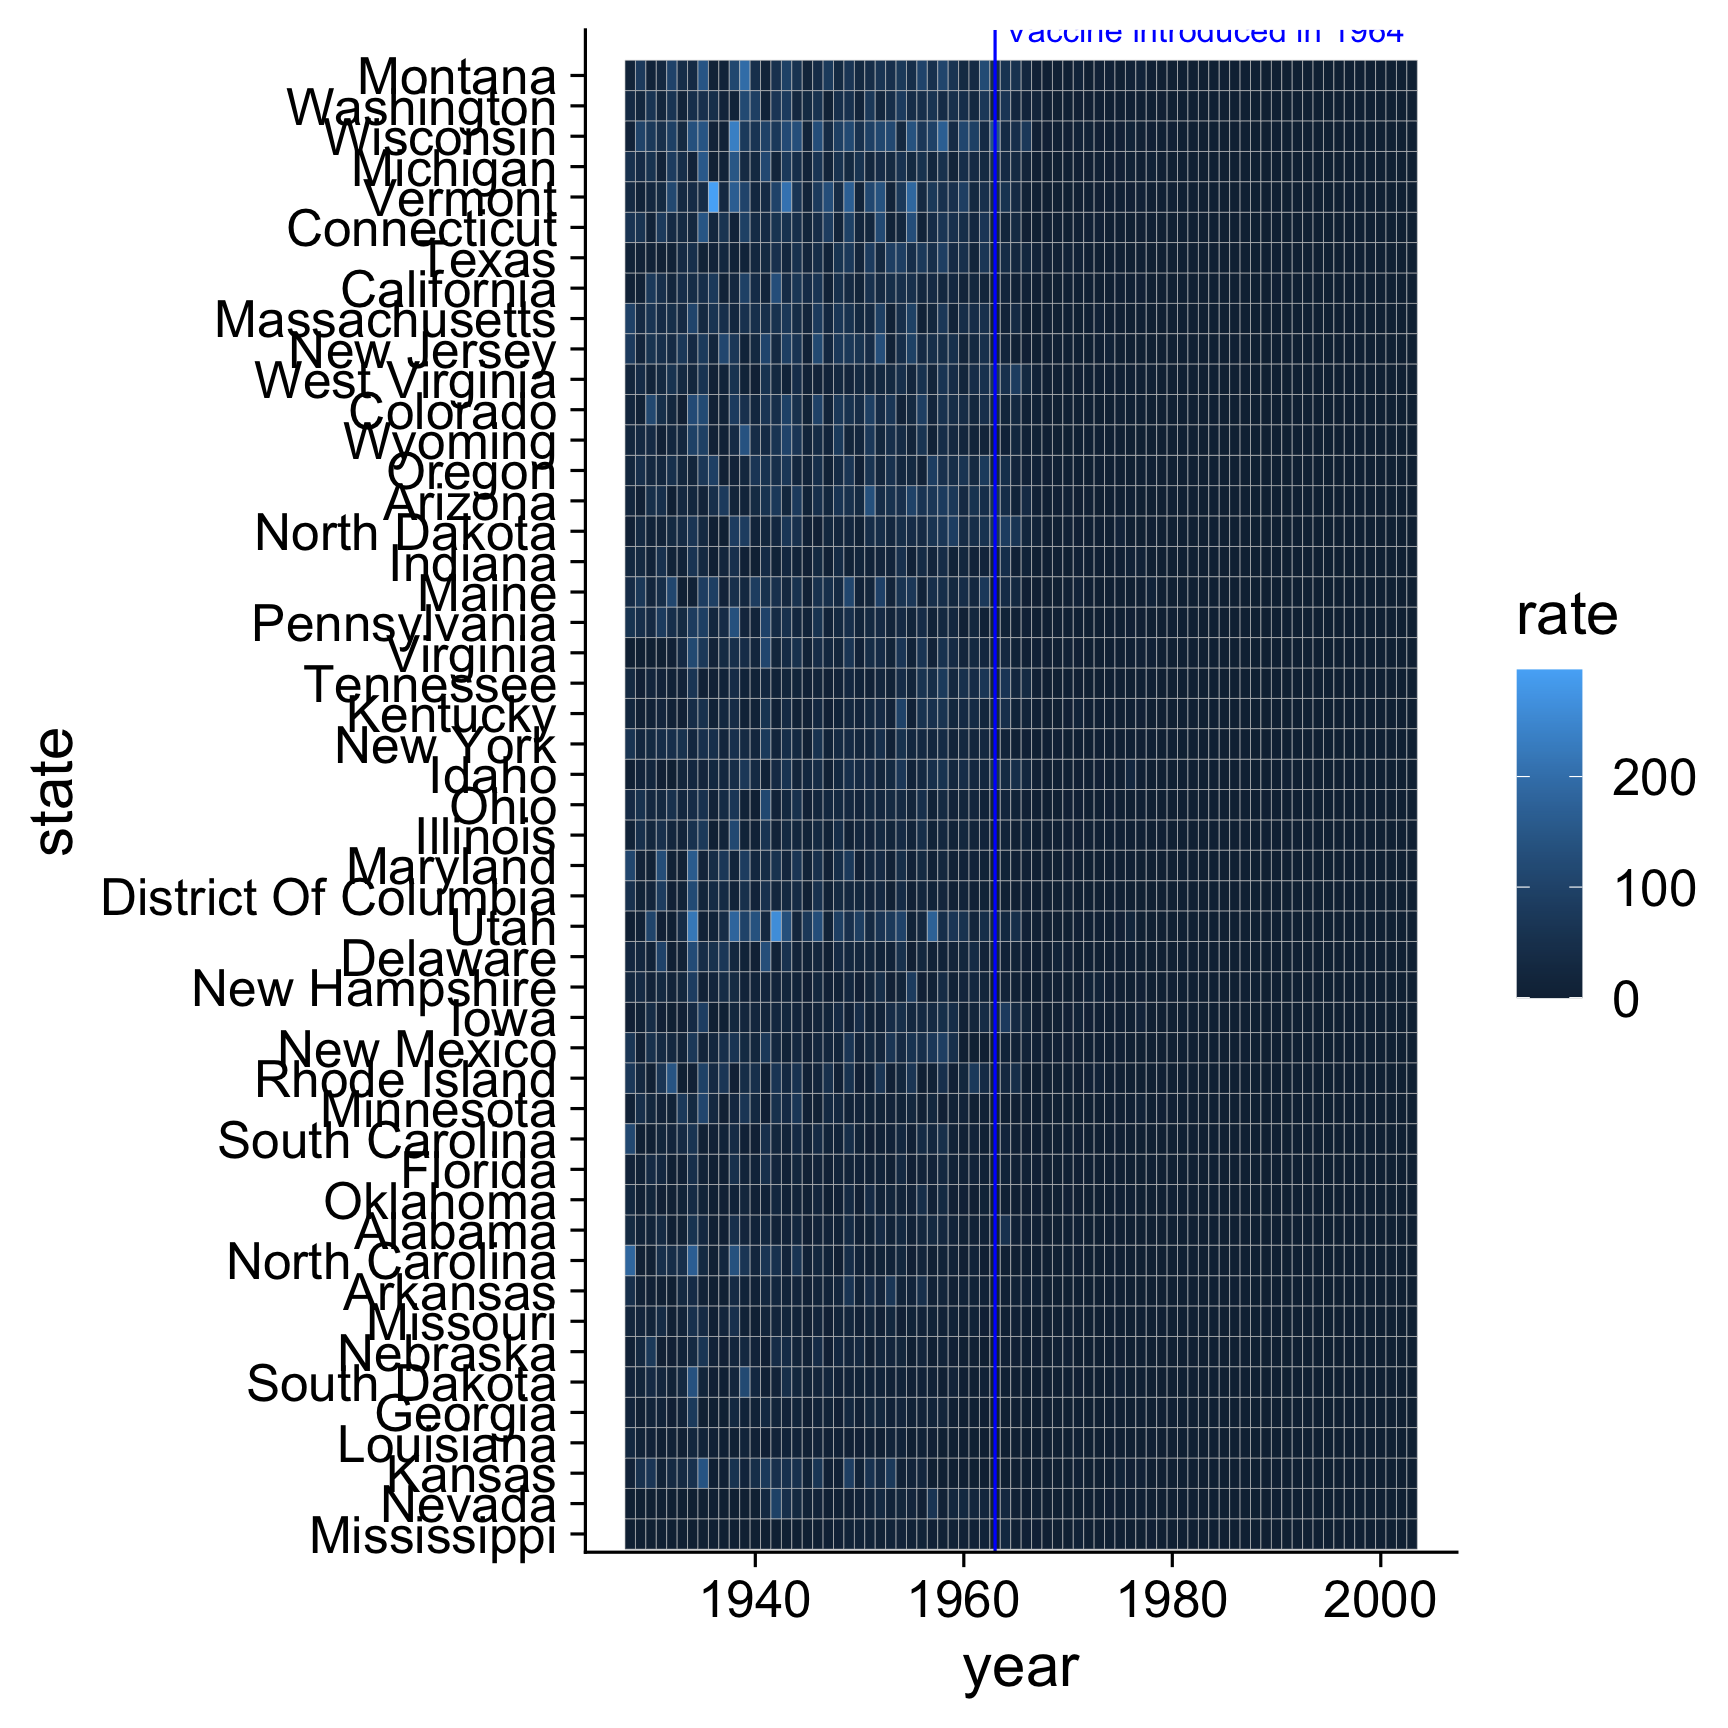 Vaccine introduced in 1964
Montana
Washington
Wisconsin
Michigan
Vermont
Connecticut
Texas
California
Massachusetts
New Jersey
West Virginia
Colorado
Wyoming
Oregon
Arizona
North Dakota
Indiana
Maine
Pennsylvania
Virginia
Tennessee
Kentucky
New York
Idaho
Ohio
Illinois
Maryland
District Of Columbia
Utah
Delaware
New Hampshire
Iowa
New Mexico
Rhode Island
Minnesota
South Carolina
Florida
Oklahoma
Alabama
North Carolina
Arkansas
Missouri
Nebraska
South Dakota
Georgia
Louisiana
Kansas
Nevada
Mississippi
state
1940 1960 1980 2000
year
rate
200
100
0